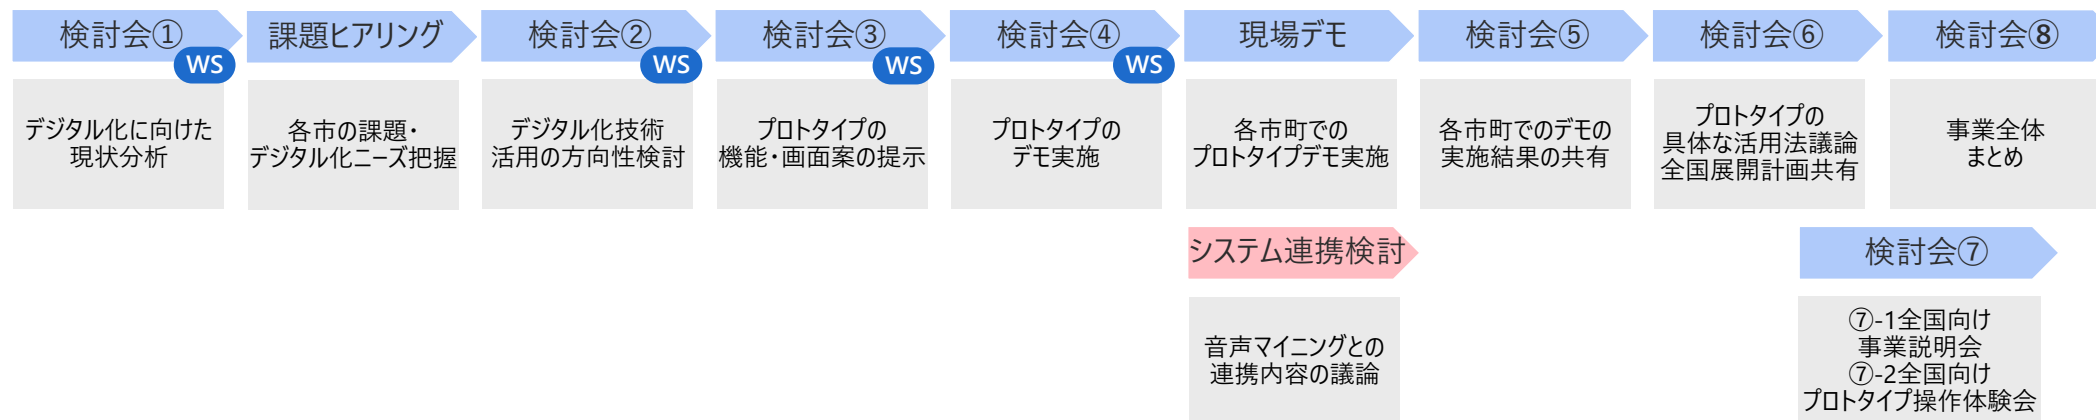 検討会①
WS
デジタル化に向けた
現状分析
課題ヒアリング
各市の課題・
デジタル化ニーズ把握
検討会②
WS
デジタル化技術
活用の方向性検討
検討会③
WS
プロトタイプの
機能・画面案の提示
検討会④
WS
プロトタイプの
デモ実施
現場デモ
各市町での
プロトタイプデモ実施
検討会⑤
各市町でのデモの
実施結果の共有
検討会⑥
プロトタイプの
具体な活用法議論
全国展開計画共有
検討会⑧
事業全体
まとめ
システム連携検討
音声マイニングとの
連携内容の議論
検討会⑦
⑦-1全国向け
事業説明会
⑦-2全国向け
プロトタイプ操作体験会